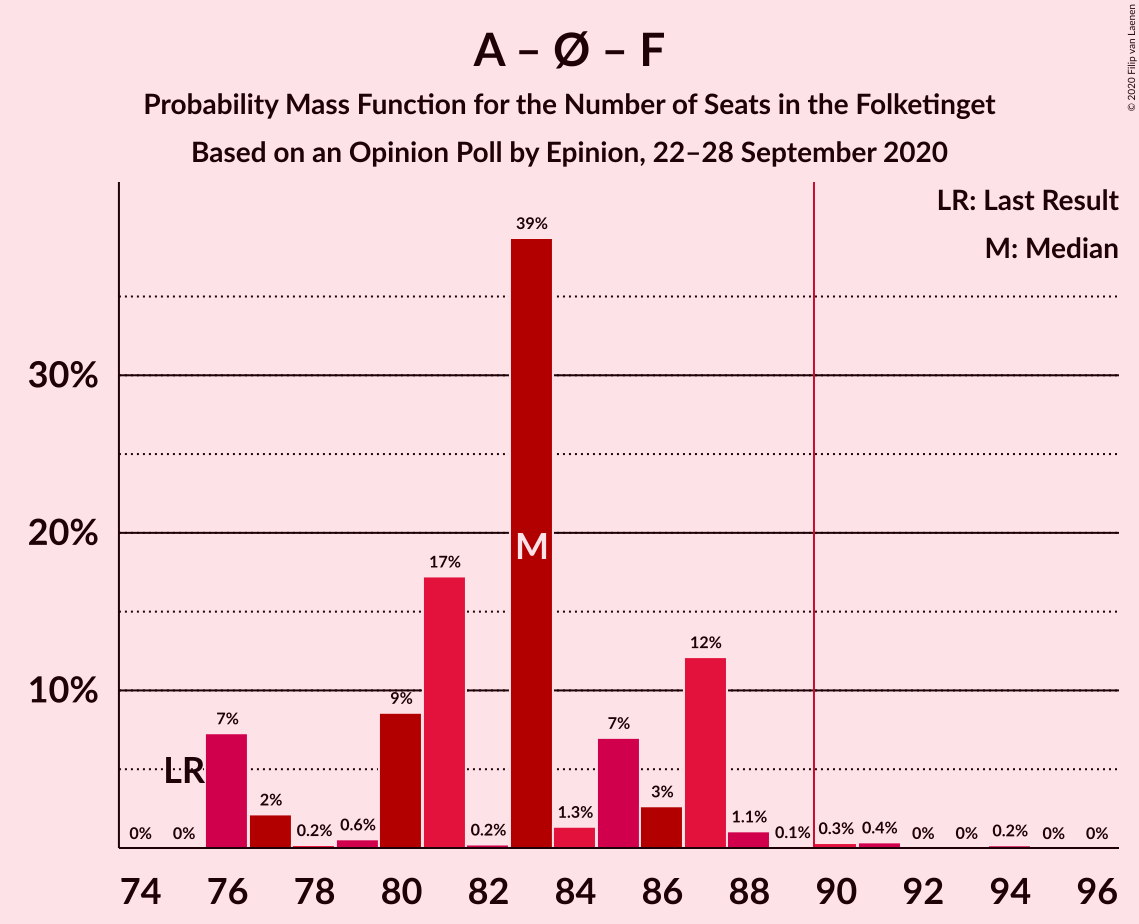 A – Ø – F
Probability Mass Function for the Number of Seats in the Folketinget
Based on an Opinion Poll by Epinion, 22–28 September 2020
© 2020 Filip van Laenen
LR: Last Result
M: Median
39%
30%
M
20%
17%
12%
10%
9%
7%
7%
LR
2%
3%
0% 0% 0.2% 0.6% 0.2% 1.3% 1.1% 0.1% 0.3% 0.4% 0% 0% 0.2% 0% 0%
74 76 78 80 82 84 86 88 90 92 94 96